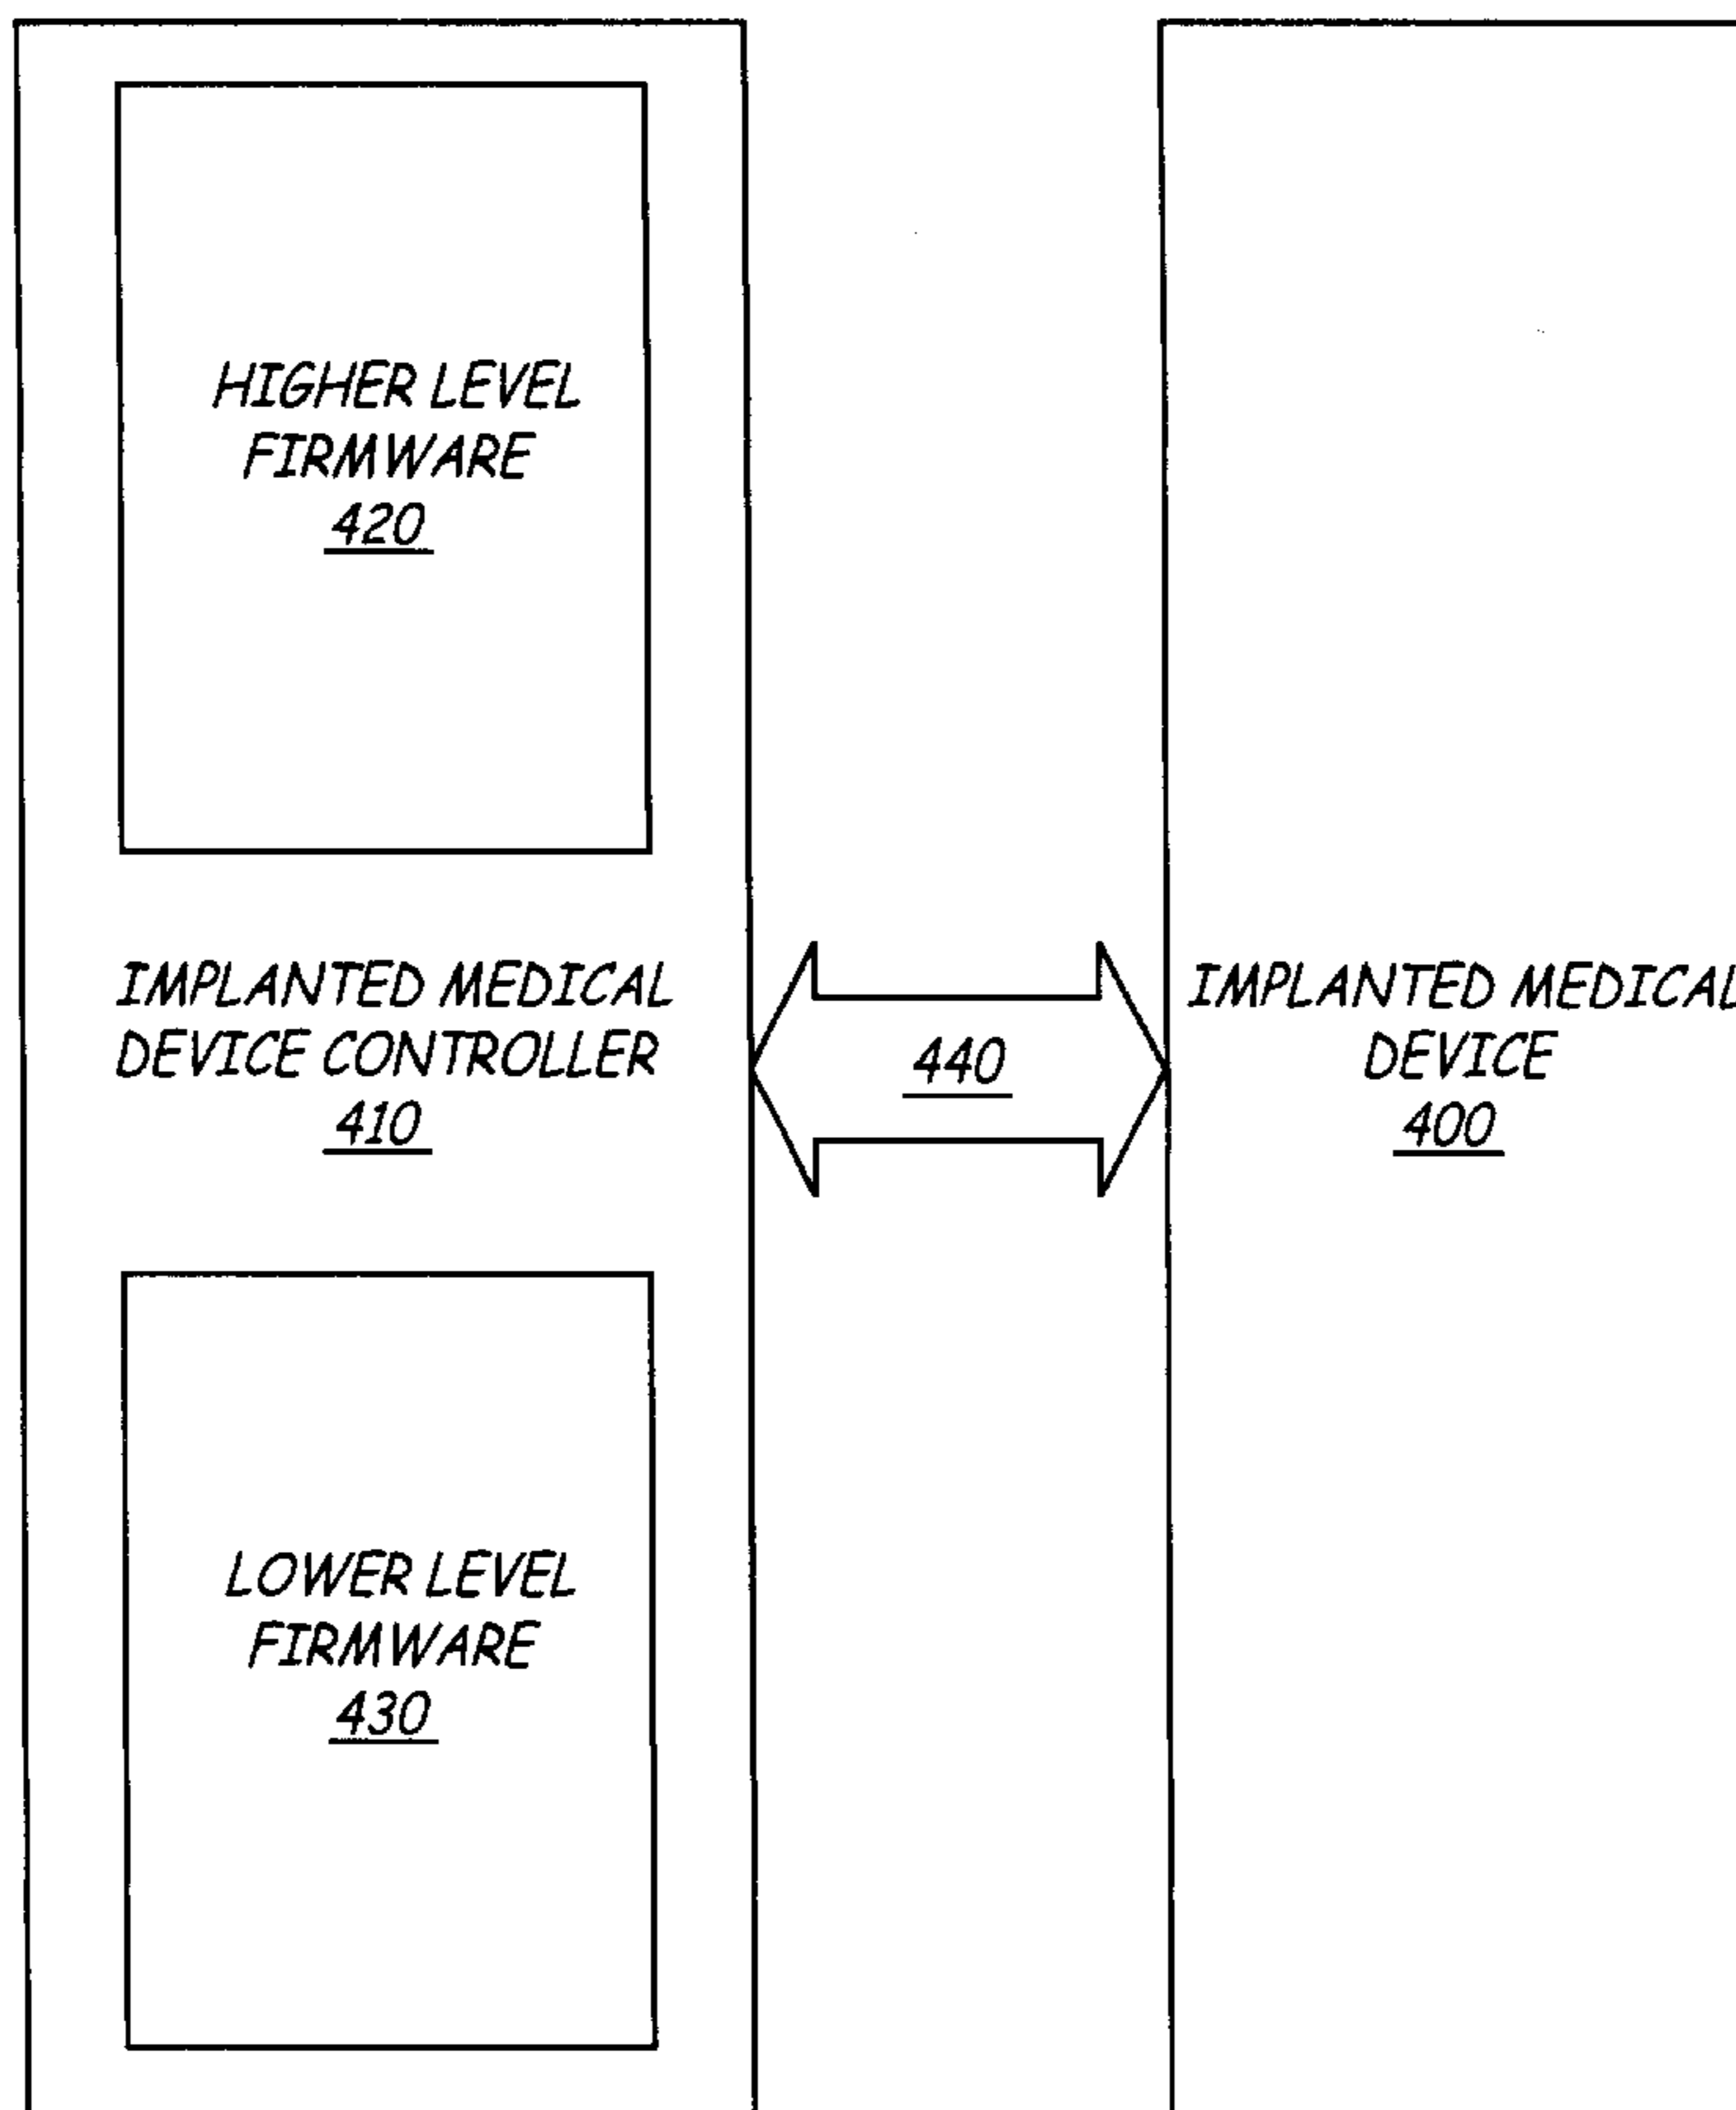 HIGHER LEVEL
FIRMWARE
420
IMPLANTED MEDICAL
DEVICE CONTROLLER
410
LOWER LEVEL
FIRMWARE
430
440
IMPLANTED MEDICAL
DEVICE
400